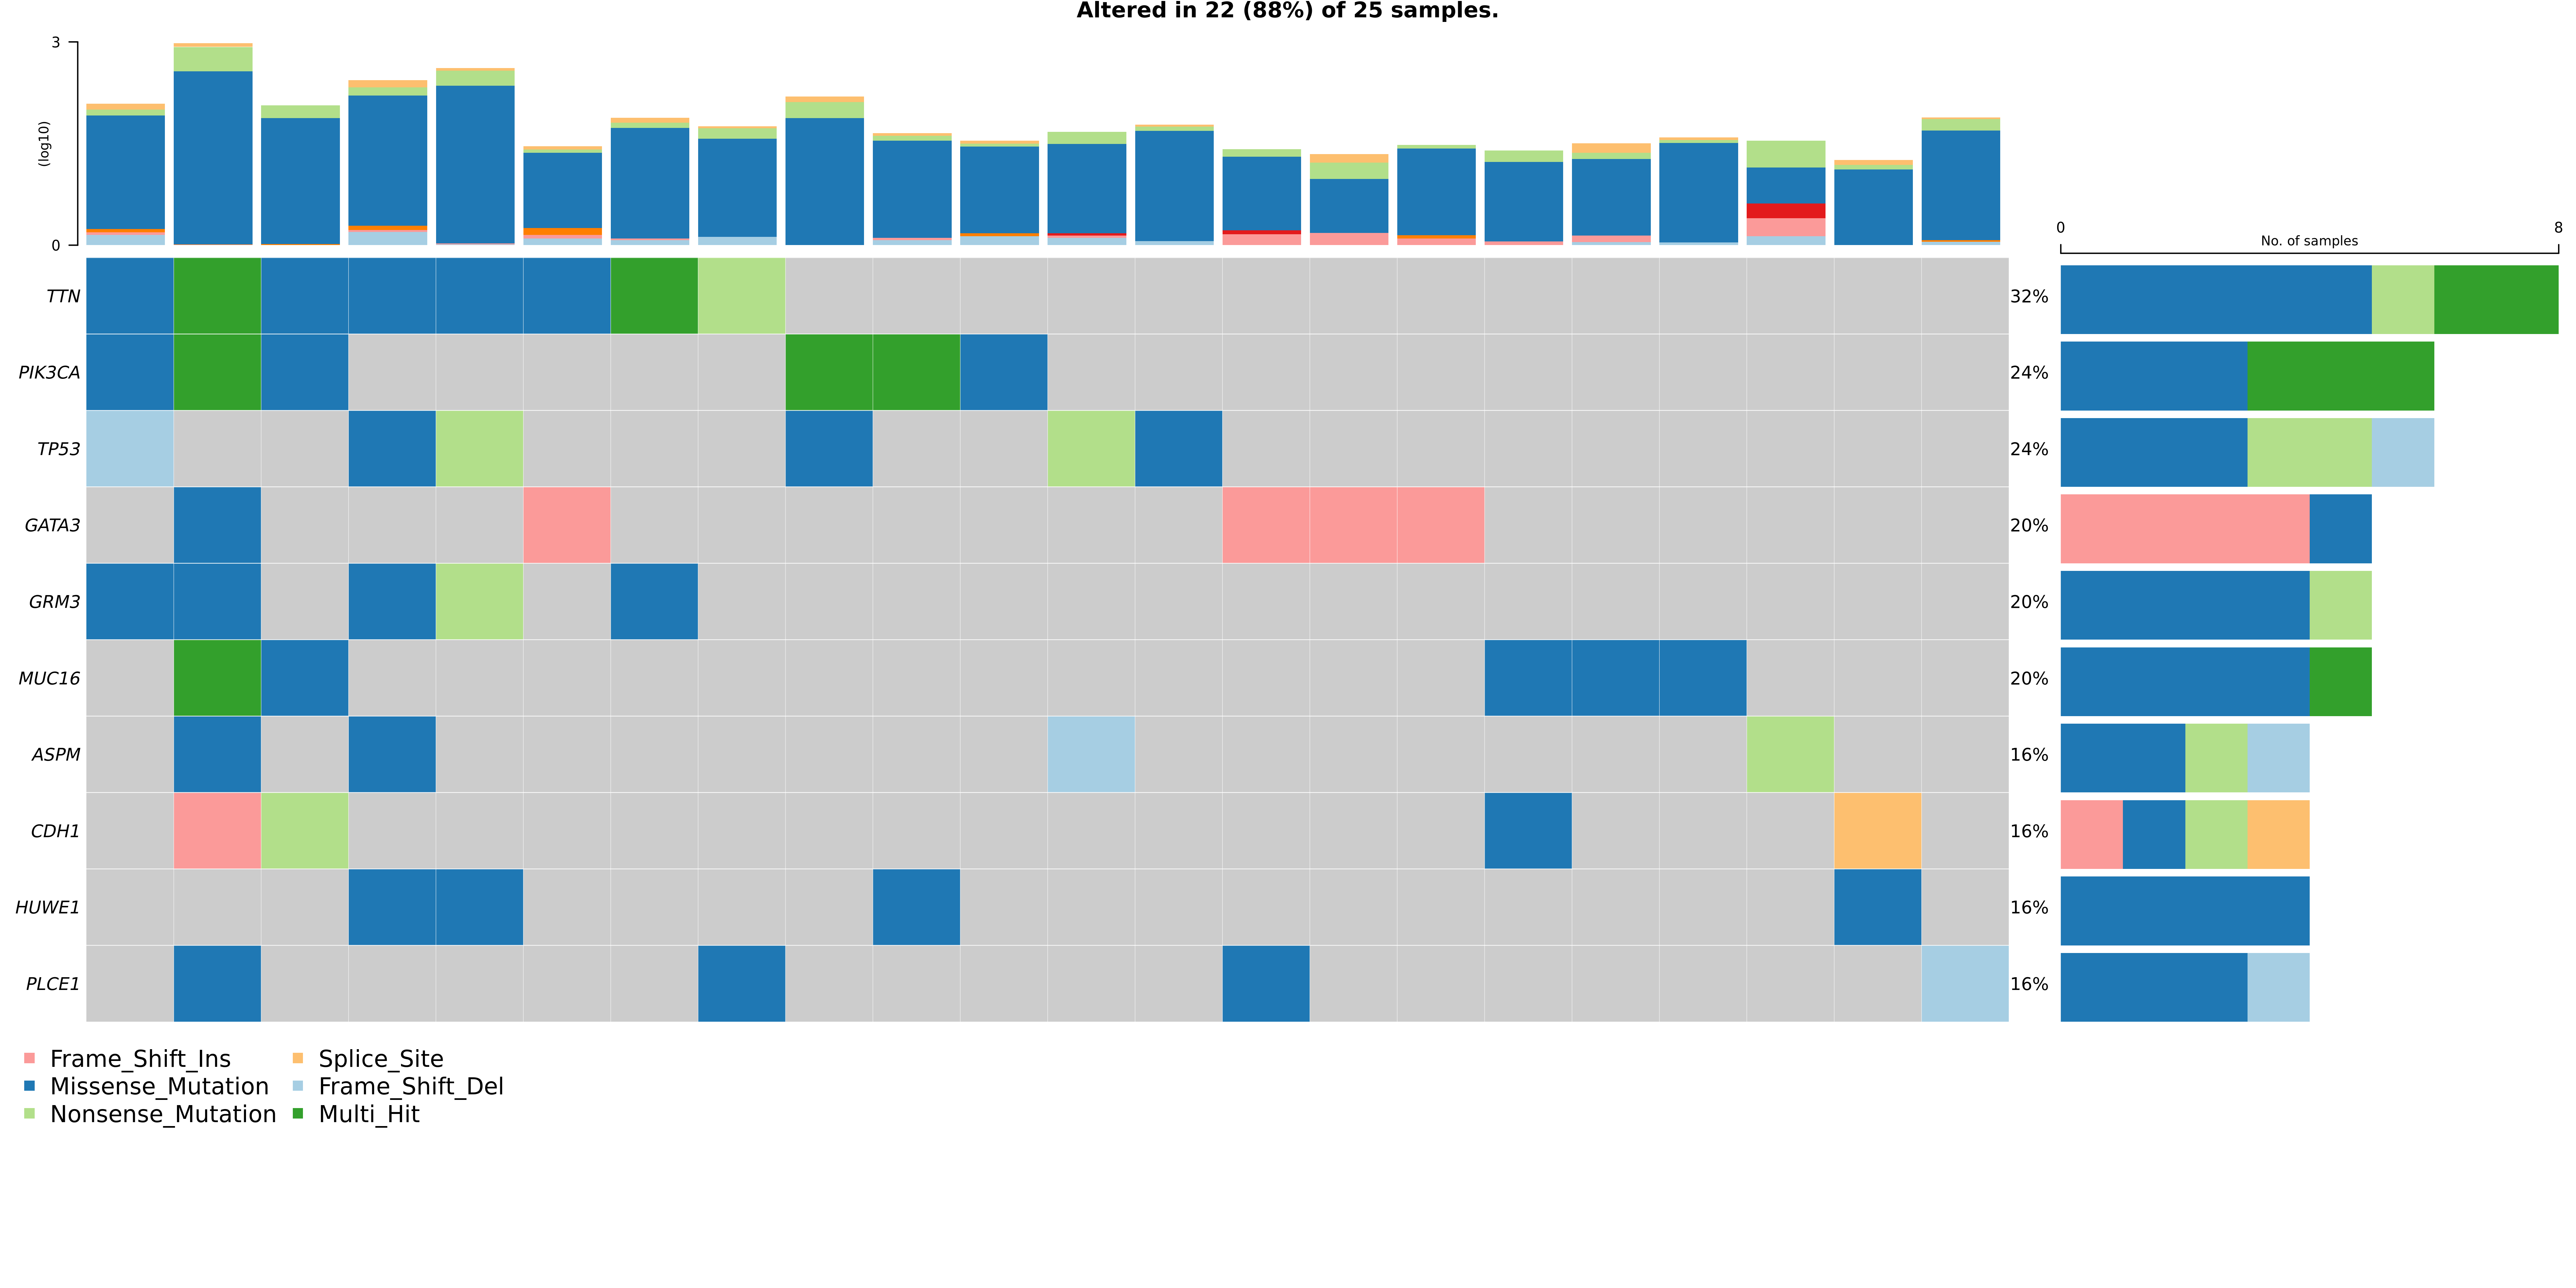 Altered in 22 (88%) of 25 samples.
3
(log10)
0
0
8
No. of samples
TTN
32%
PIK3CA
24%
TP53
24%
GATA3
20%
GRM3
20%
MUC16
20%
ASPM
16%
CDH1
16%
HUWE1
16%
PLCE1
16%
Frame_Shift_Ins
Missense_Mutation
Nonsense_Mutation
Splice_Site
Frame_Shift_Del
Multi_Hit